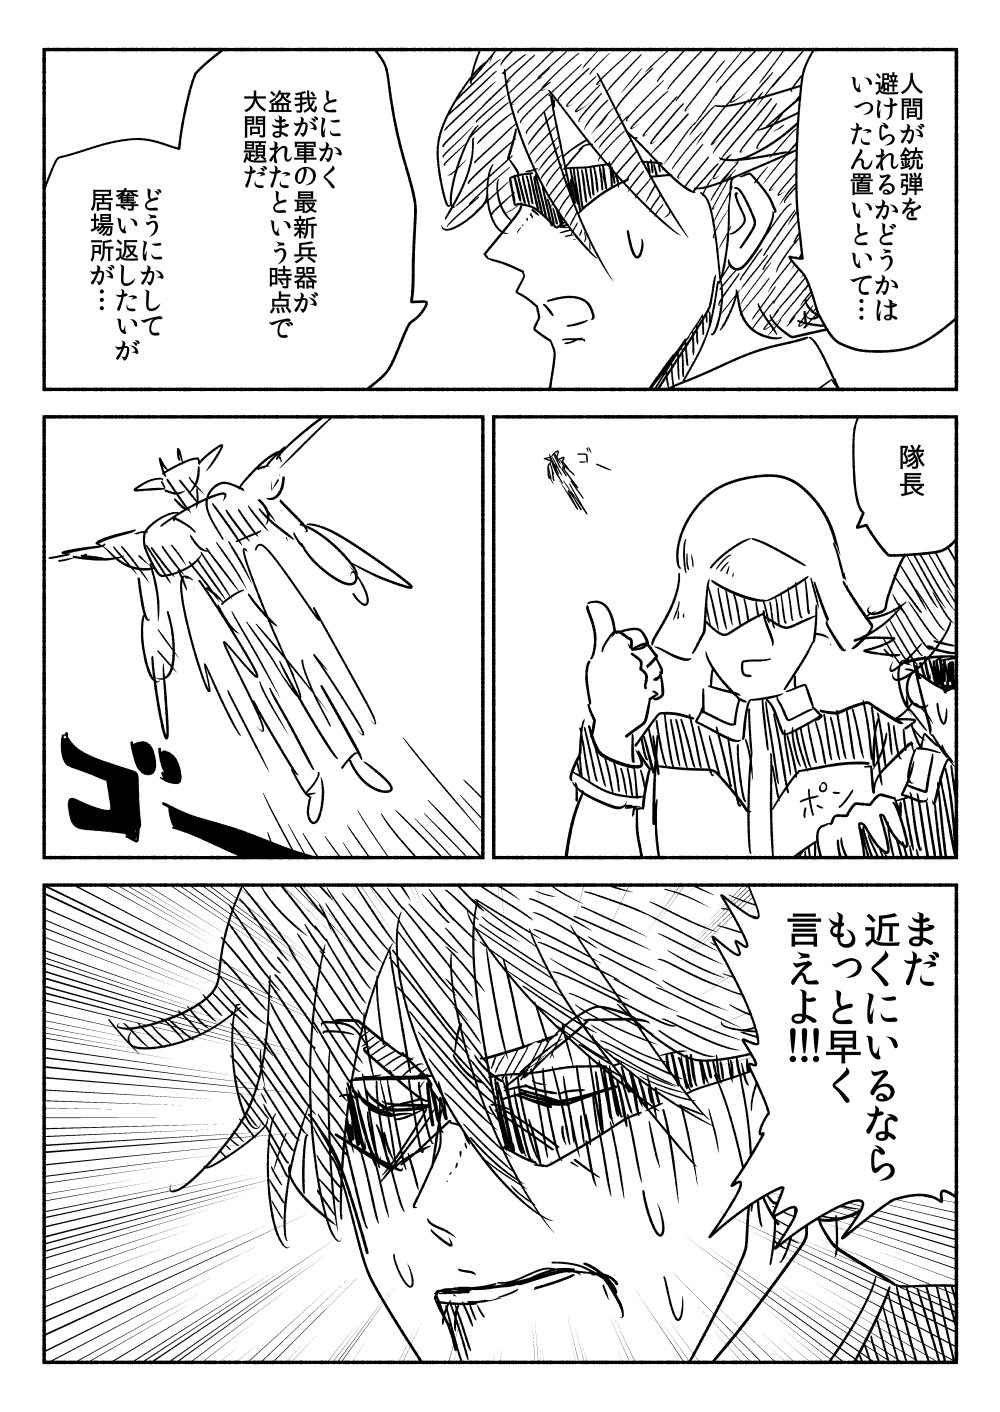 人間が銃弾を
避けられるかどうかは
いったん置いといて…
とにかく
我が軍の最新兵器が
盗まれたという時点で
大問題だ
どうにかして
奪い返したいが
居場所が…
隊長
ゴー
ポン
ゴー
まだ
近くにいるなら
もっと早く
言えよ!!!